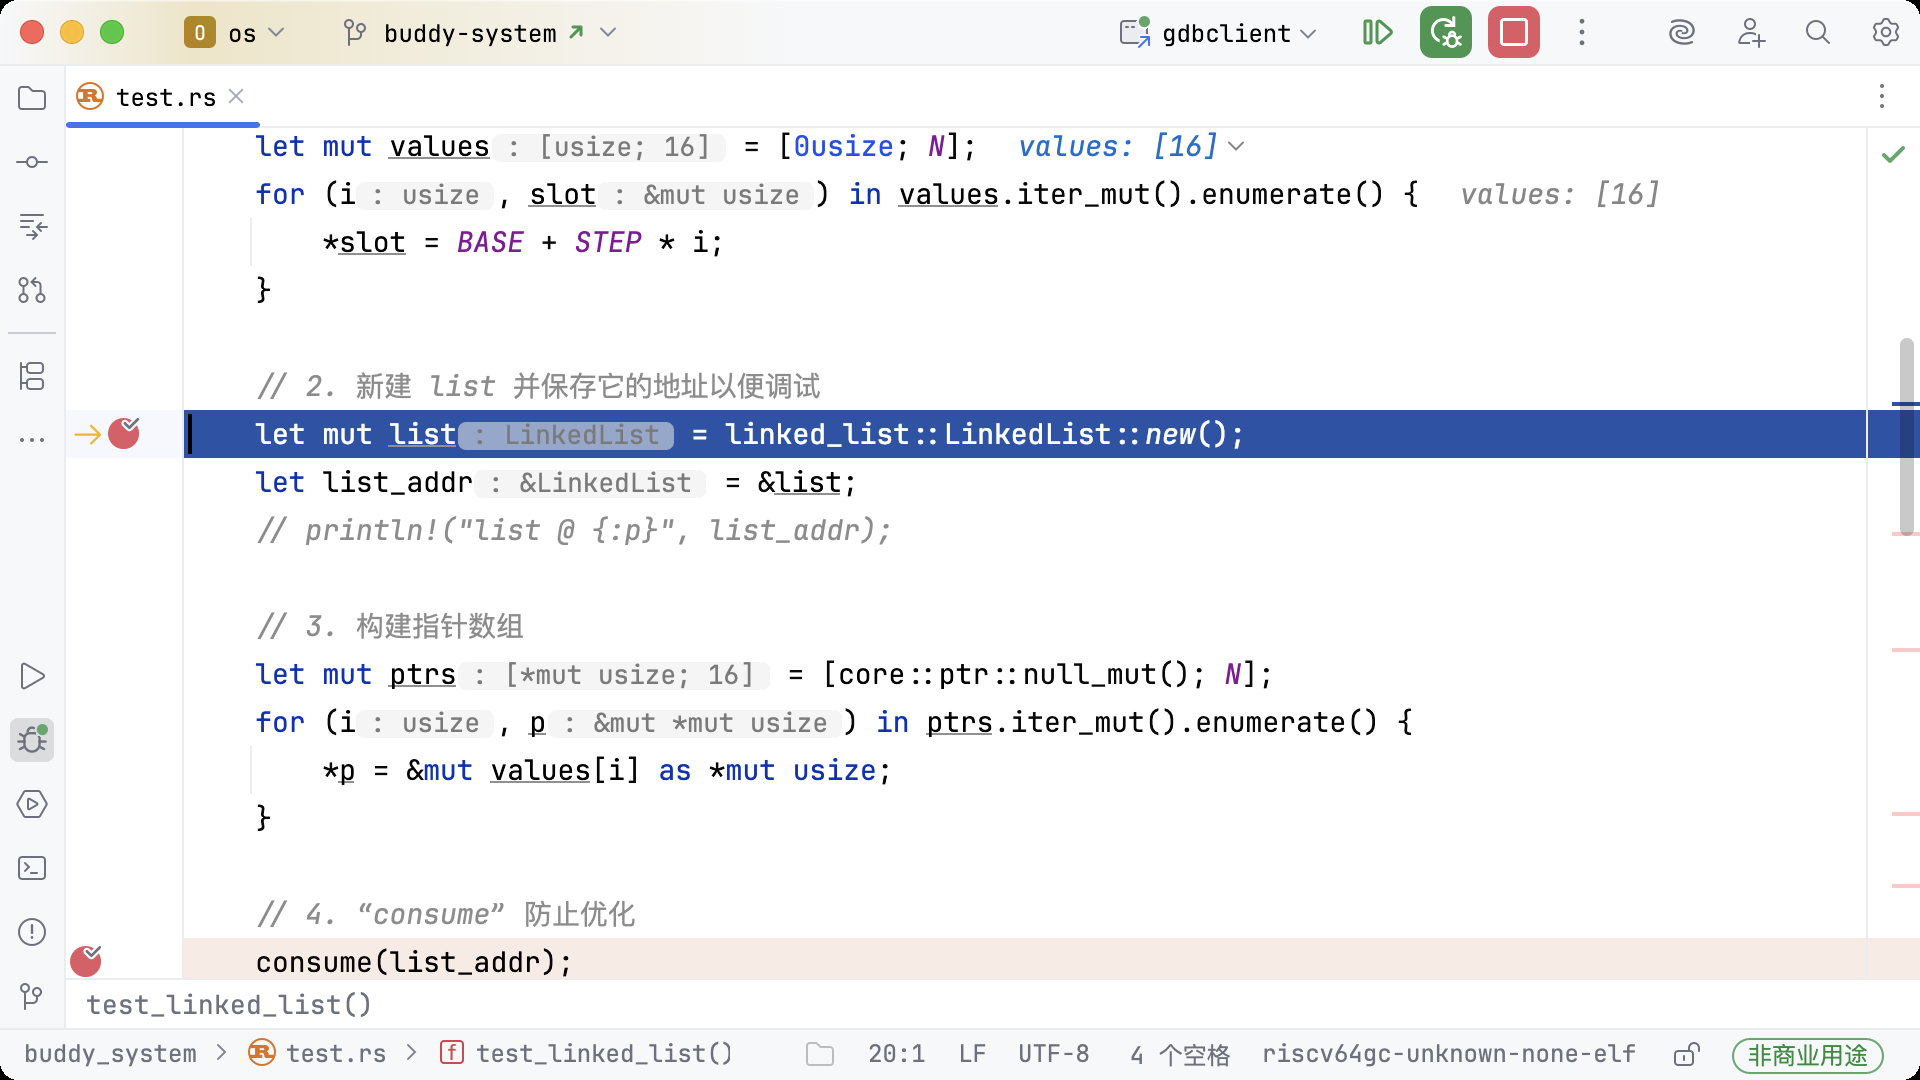 O os buddy-system gdbclient
test.rs
let mut values: [usize; 16] = [0usize; N]; values: [16]
for (i: usize, slot: &mut usize) in values.iter_mut().enumerate() { values: [16]
*slot = BASE + STEP * i;
}
// 2. 新建 list 并保存它的地址以便调试
let mut list: LinkedList = linked_list::LinkedList::new();
let list_addr: &LinkedList = &list;
// println!("list @ {:p}", list_addr);
// 3. 构建指针数组
let mut ptrs: [*mut usize; 16] = [core::ptr::null_mut(); N];
for (i: usize, p: &mut *mut usize) in ptrs.iter_mut().enumerate() {
*p = &mut values[i] as *mut usize;
}
// 4. “consume” 防止优化
consume(list_addr);
test_linked_list()
buddy_system > test.rs > f test_linked_list() 20:1 LF UTF-8 4 个空格 riscv64gc-unknown-none-elf 非商业用途